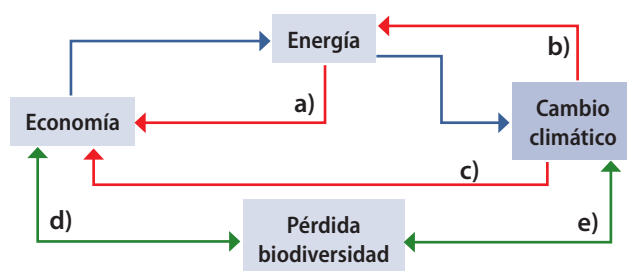 Energía
b)
a)
Economía
Cambio
climático
c)
d)
Pérdida
biodiversidad
e)